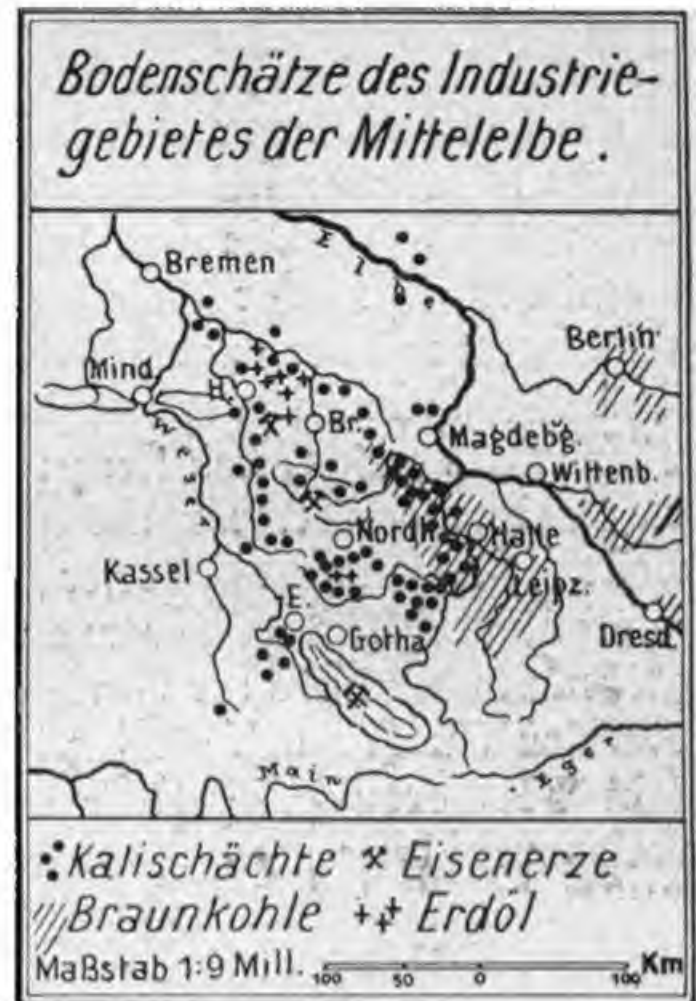 Bodenschätze des Industrie-
gebietes der Mittelelbe.
Elbe
Bremen
Berlin
Mind.
H.
Br.
Magdebg.
Weser
Wittenb.
Nordh.
Halle
Kassel
Leipz.
E.
Gotha
Dresd.
Main
Eger
Kalischächte Eisenerze
Braunkohle Erdöl
Maßstab 1:9 Mill. 100 50 0 100 Km